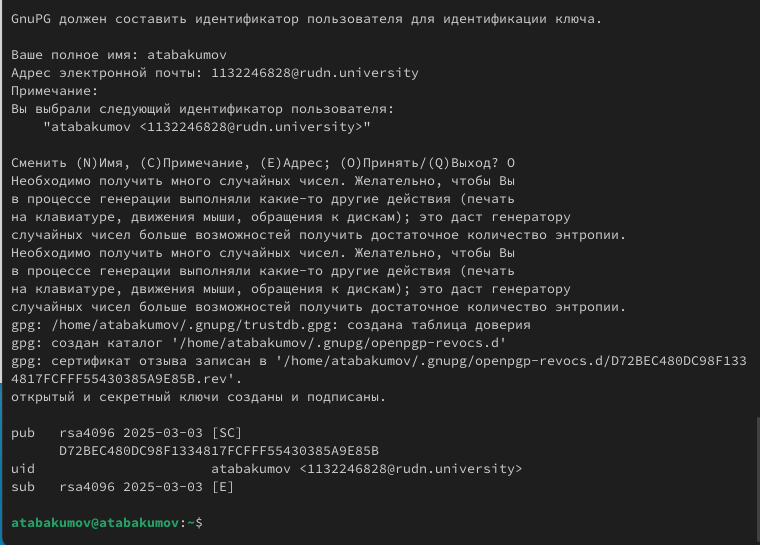 GnuPG должен составить идентификатор пользователя для идентификации ключа.
Ваше полное имя: atabakumov
Адрес электронной почты: 1132246828@rudn.university
Примечание:
Вы выбрали следующий идентификатор пользователя:
"atabakumov <1132246828@rudn.university>"
Сменить (N)Имя, (C)Примечание, (E)Адрес; (O)Принять/(Q)Выход? O
Необходимо получить много случайных чисел. Желательно, чтобы Вы
в процессе генерации выполняли какие-то другие действия (печать
на клавиатуре, движения мыши, обращения к дискам); это даст генератору
случайных чисел больше возможностей получить достаточное количество энтропии.
Необходимо получить много случайных чисел. Желательно, чтобы Вы
в процессе генерации выполняли какие-то другие действия (печать
на клавиатуре, движения мыши, обращения к дискам); это даст генератору
случайных чисел больше возможностей получить достаточное количество энтропии.
gpg: /home/atabakumov/.gnupg/trustdb.gpg: создана таблица доверия
gpg: создан каталог '/home/atabakumov/.gnupg/openpgp-revocs.d'
gpg: сертификат отзыва записан в '/home/atabakumov/.gnupg/openpgp-revocs.d/D72BEC480DC98F133
4817FCFFF55430385A9E85B.rev'.
открытый и секретный ключи созданы и подписаны.
pub   rsa4096 2025-03-03 [SC]
D72BEC480DC98F1334817FCFFF55430385A9E85B
uid                      atabakumov <1132246828@rudn.university>
sub   rsa4096 2025-03-03 [E]
atabakumov@atabakumov:~$